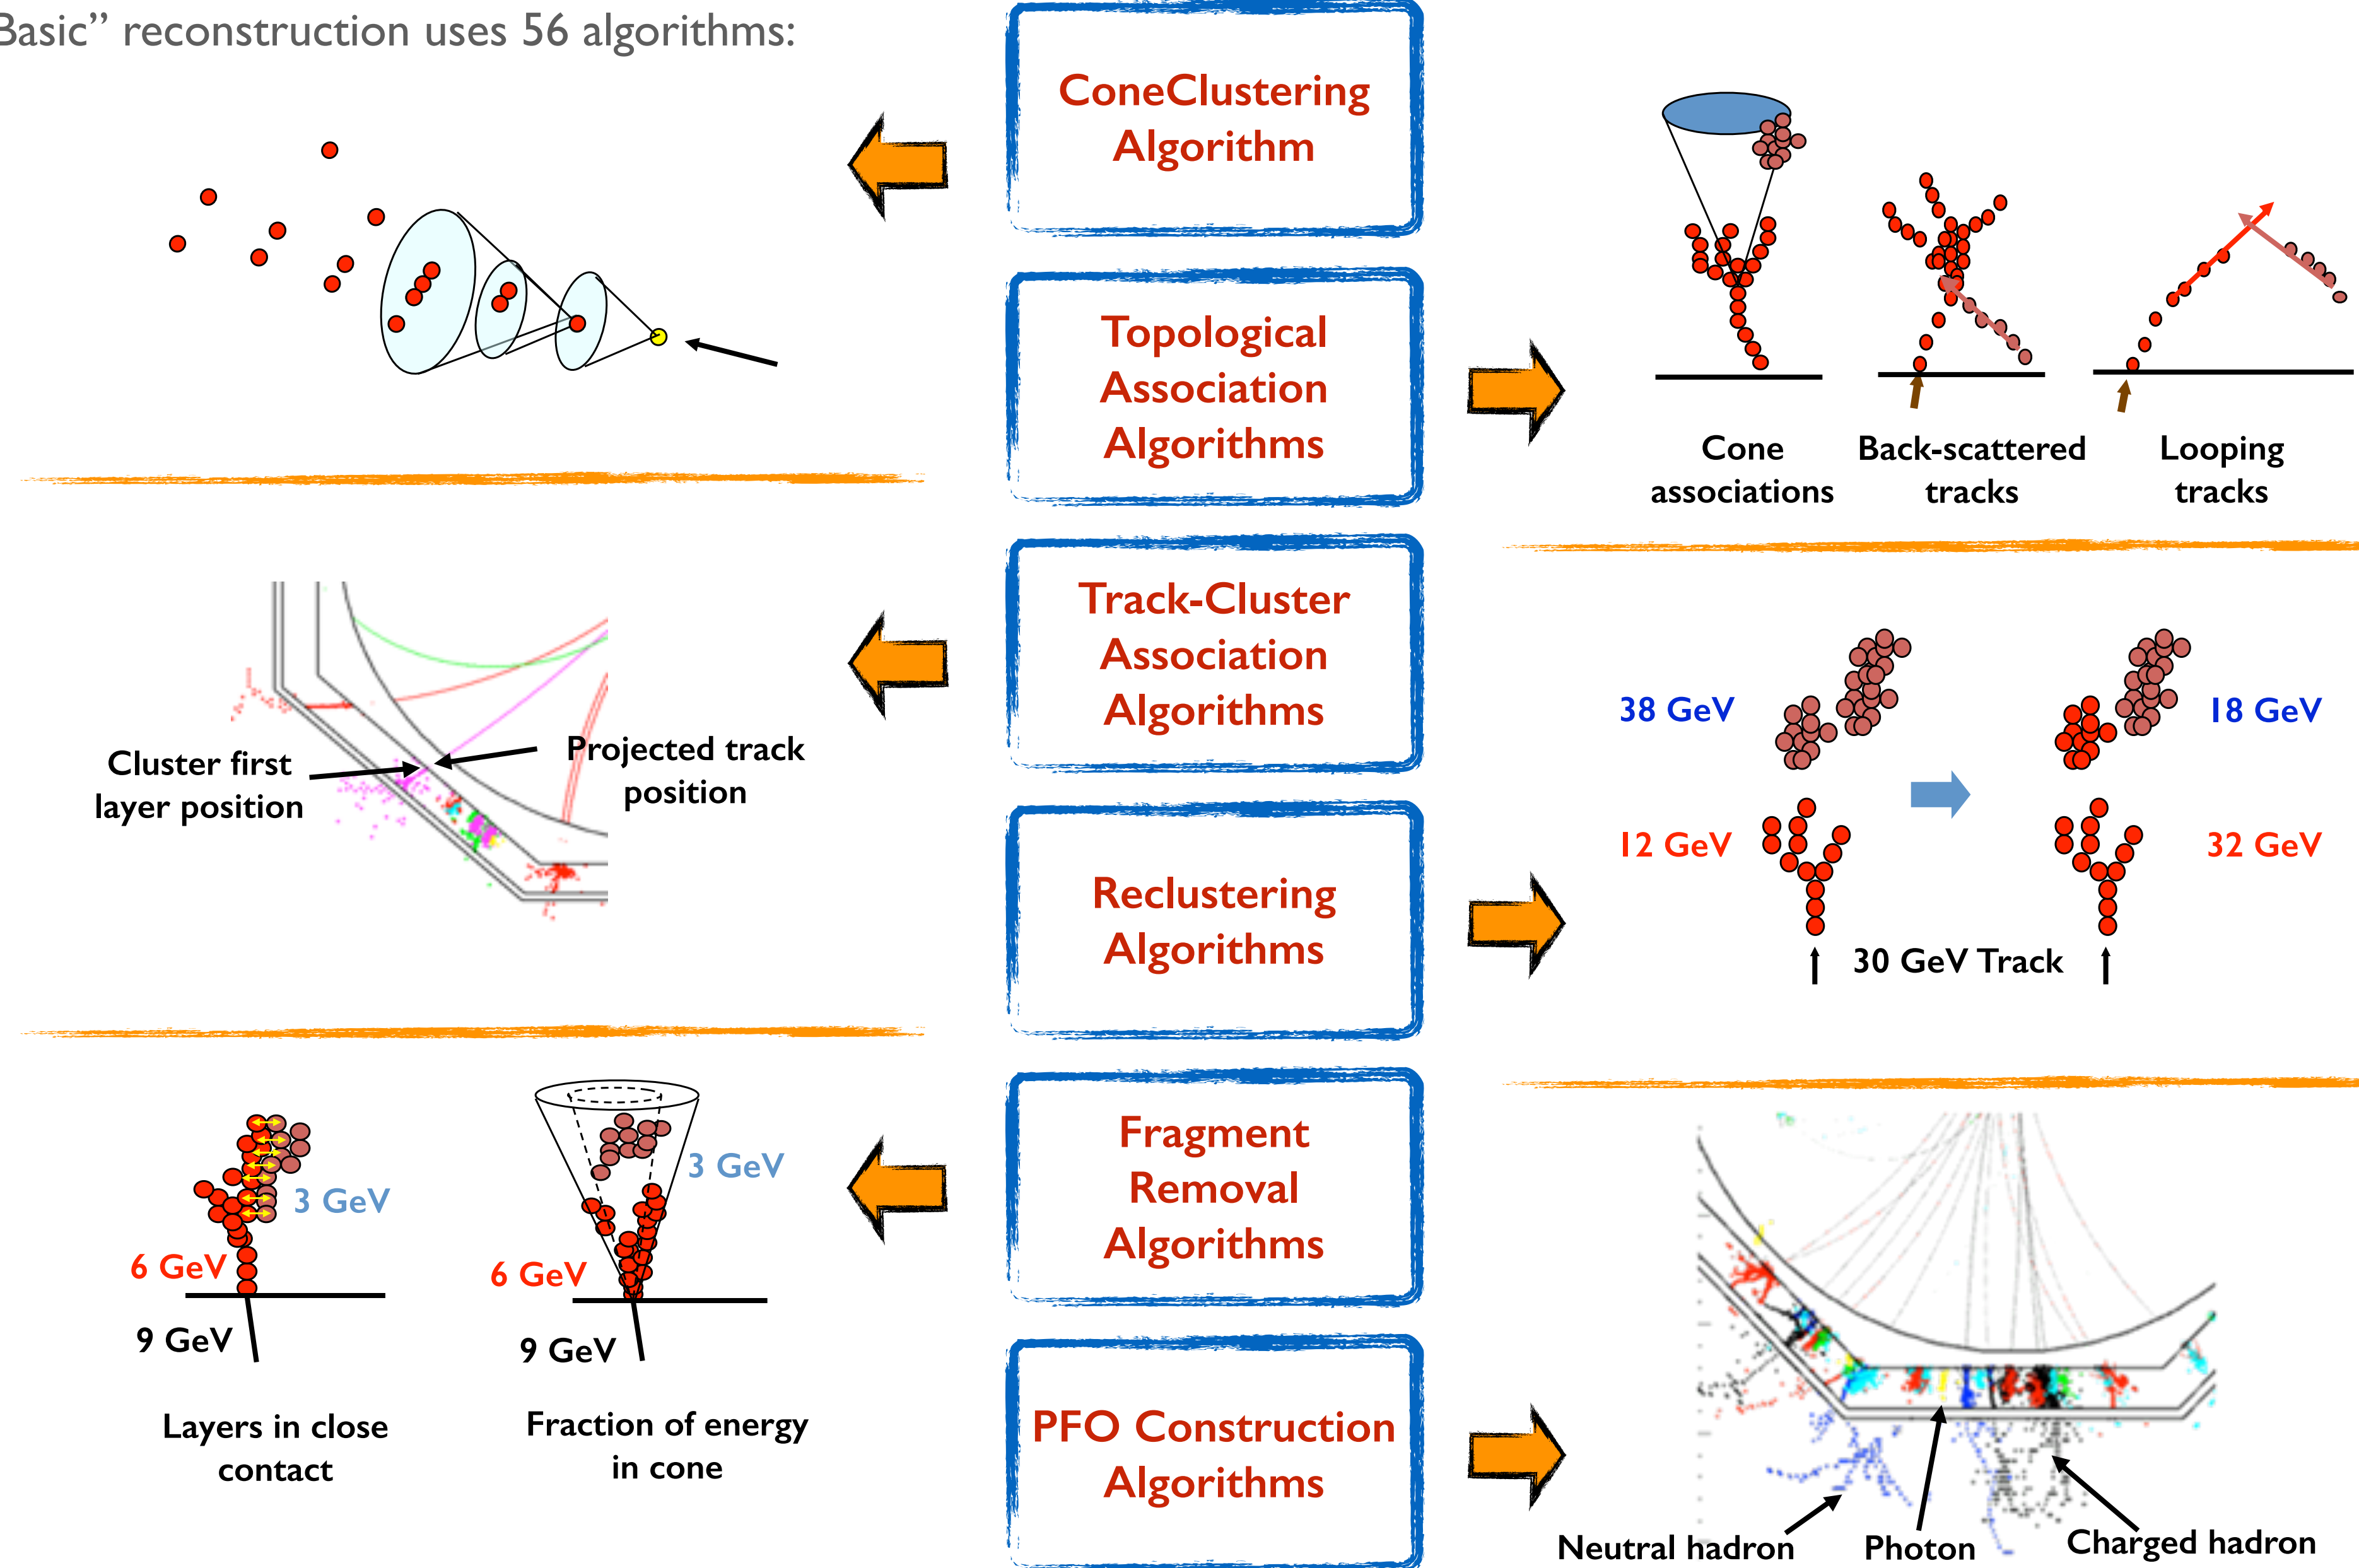 Basic” reconstruction uses 56 algorithms:
ConeClustering
Algorithm
Topological
Association
Algorithms
Cone
associations
Back-scattered
tracks
Looping
tracks
Track-Cluster
Association
Algorithms
Cluster first
layer position
Projected track
position
Reclustering
Algorithms
38 GeV
18 GeV
12 GeV
32 GeV
30 GeV Track
Fragment
Removal
Algorithms
3 GeV
6 GeV
9 GeV
Layers in close
contact
3 GeV
6 GeV
9 GeV
Fraction of energy
in cone
PFO Construction
Algorithms
Neutral hadron
Photon
Charged hadron